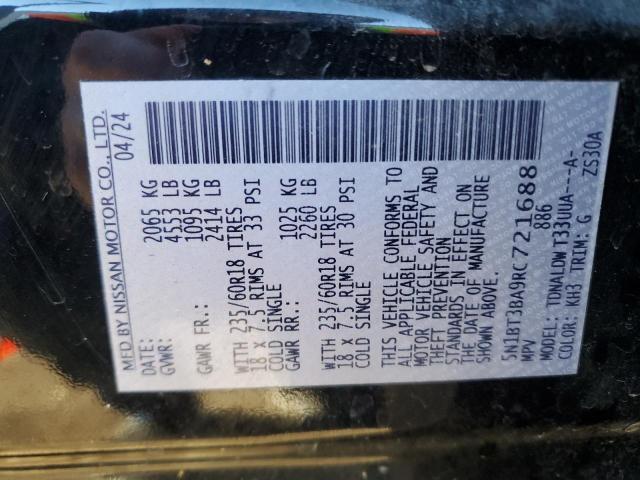 MFD BY NISSAN MOTOR CO., LTD.
DATE: 04/24
GVWR: 2065 KG
4553 LB
GAWR FR.: 1095 KG
2414 LB
WITH 235/60R18 TIRES
18 x 7.5 RIMS AT 33 PSI
COLD SINGLE
GAWR RR.: 1025 KG
2260 LB
WITH 235/60R18 TIRES
18 x 7.5 RIMS AT 30 PSI
COLD SINGLE
THIS VEHICLE CONFORMS TO
ALL APPLICABLE FEDERAL
MOTOR VEHICLE SAFETY AND
THEFT PREVENTION
STANDARDS IN EFFECT ON
THE DATE OF MANUFACTURE
SHOWN ABOVE.
5N1BT3BA9RC721688
MPV 886
MODEL: TDNALDW T33UUA---A-
COLOR: KH3 TRIM: G ZS30A